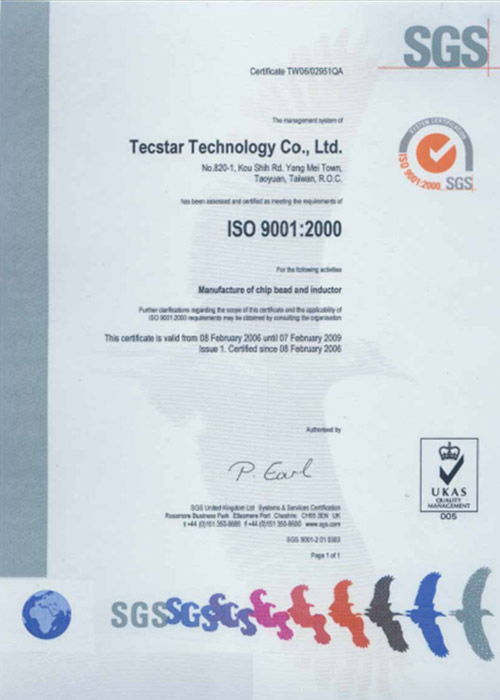 SGS
Certificate TW06/02951QA
The management system of
Tecstar Technology Co., Ltd.
No.820-1, Kou Shih Rd. Yang Mei Town,
Taoyuan, Taiwan, R.O.C.
has been assessed and certified as meeting the requirements of
SYSTEM CERTIFICATION
ISO 9001:2000
SGS
ISO 9001:2000
For the following activities
Manufacture of chip bead and inductor
Further clarifications regarding the scope of this certificate and the applicability of
ISO 9001:2000 requirements may be obtained by consulting the organisation
This certificate is valid from 08 February 2006 until 07 February 2009
Issue 1. Certified since 08 February 2006
Authorised by
P. Earl
SGS United Kingdom Ltd Systems & Services Certification
Rossmore Business Park Ellesmere Port Cheshire CH65 3EN UK
t +44 (0)151 350-6666 f +44 (0)151 350-6600 www.sgs.com
SGS 9001-2 01 0303
Page 1 of 1
UKAS
QUALITY
MANAGEMENT
005
SGS SGS SGS